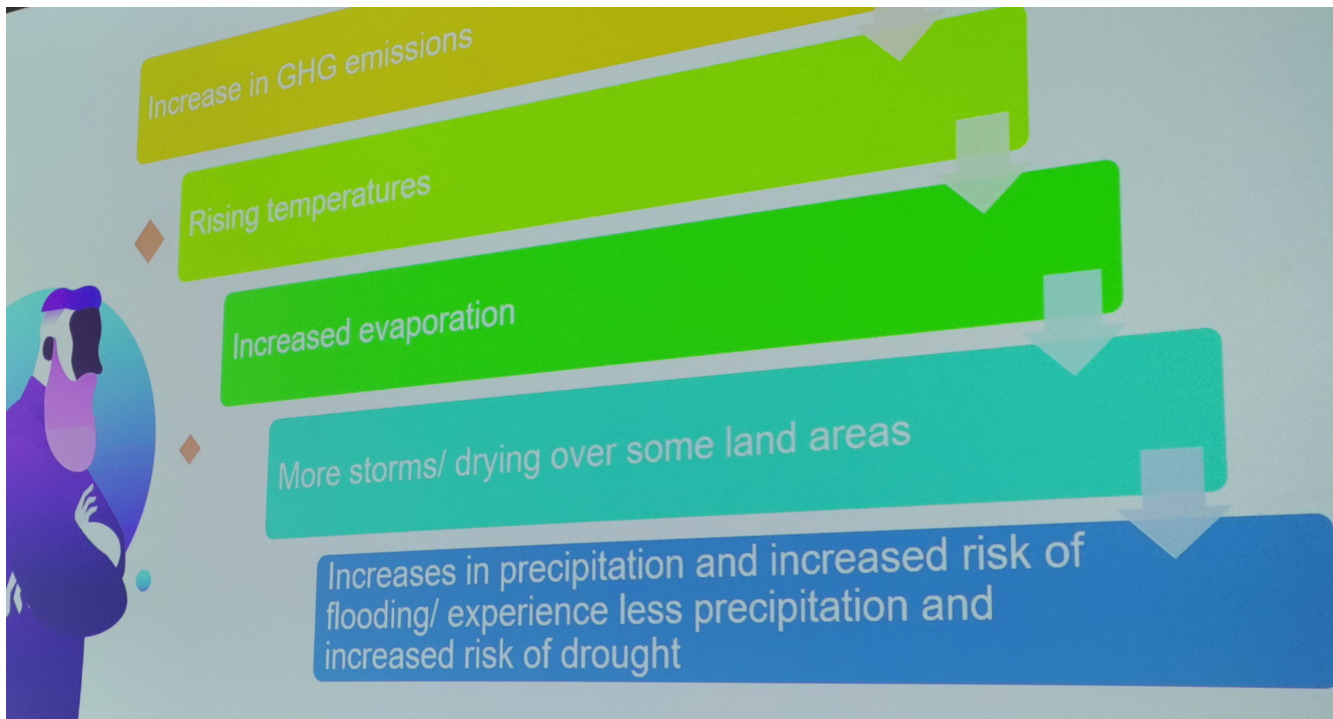 Increase in GHG emissions
Rising temperatures
Increased evaporation
More storms/ drying over some land areas
Increases in precipitation and increased risk of
flooding/ experience less precipitation and
increased risk of drought